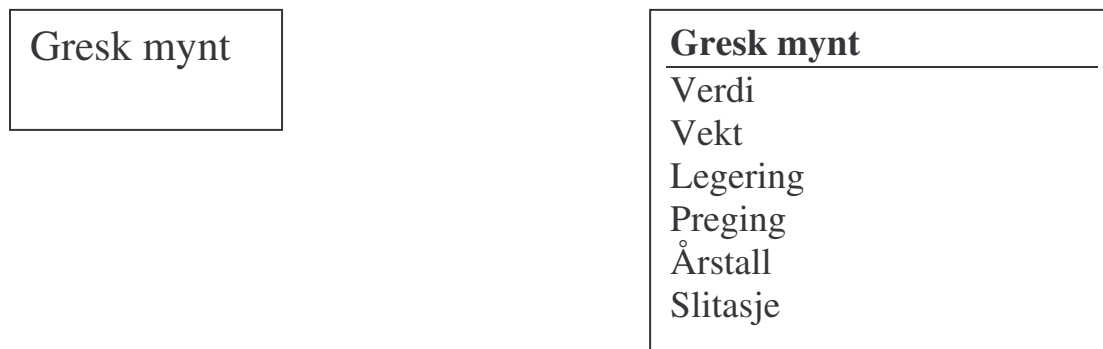 Gresk mynt
Gresk mynt
Verdi
Vekt
Legering
Preging
Årstall
Slitasje